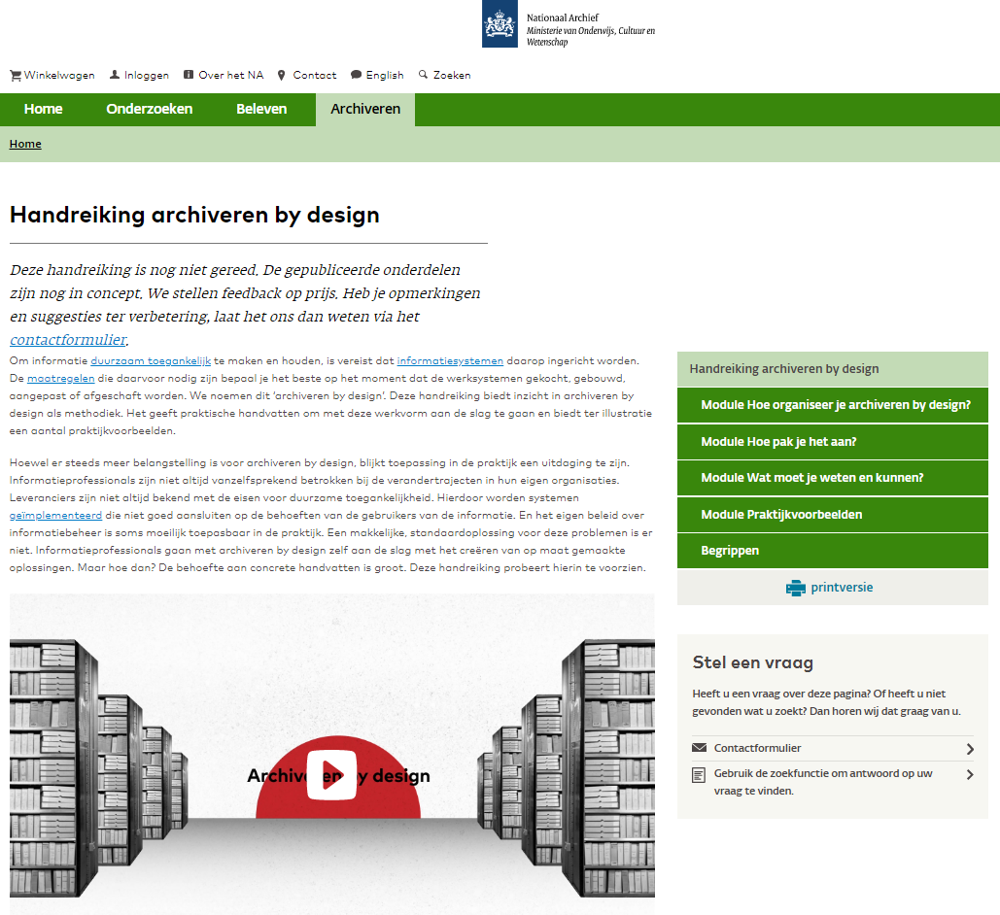 Nationaal Archief
Ministerie van Onderwijs, Cultuur en
Wetenschap
Winkelwagen Inloggen Over het NA Contact English Zoeken
Home Onderzoeken Beleven Archiveren
Home
Handreiking archiveren by design
Deze handreiking is nog niet gereed. De gepubliceerde onderdelen
zijn nog in concept. We stellen feedback op prijs. Heb je opmerkingen
en suggesties ter verbetering, laat het ons dan weten via het
contactformulier.
Om informatie duurzaam toegankelijk te maken en houden, is vereist dat informatiesystemen daarop ingericht worden.
De maatregelen die daarvoor nodig zijn bepaal je het beste op het moment dat de werksystemen gekocht, gebouwd,
aangepast of afgeschaft worden. We noemen dit ‘archiveren by design’. Deze handreiking biedt inzicht in archiveren by
design als methodiek. Het geeft praktische handvatten om met deze werkvorm aan de slag te gaan en biedt ter illustratie
een aantal praktijkvoorbeelden.
Hoewel er steeds meer belangstelling is voor archiveren by design, blijkt toepassing in de praktijk een uitdaging te zijn.
Informatieprofessionals zijn niet altijd vanzelfsprekend betrokken bij de verandertrajecten in hun eigen organisaties.
Leveranciers zijn niet altijd bekend met de eisen voor duurzame toegankelijkheid. Hierdoor worden systemen
geïmplementeerd die niet goed aansluiten op de behoeften van de gebruikers van de informatie. En het eigen beleid over
informatiebeheer is soms moeilijk toepasbaar in de praktijk. Een makkelijke, standaardoplossing voor deze problemen is er
niet. Informatieprofessionals gaan met archiveren by design zelf aan de slag met het creëren van op maat gemaakte
oplossingen. Maar hoe dan? De behoefte aan concrete handvatten is groot. Deze handreiking probeert hierin te voorzien.
by design
Handreiking archiveren by design
Module Hoe organiseer je archiveren by design?
Module Hoe pak je het aan?
Module Wat moet je weten en kunnen?
Module Praktijkvoorbeelden
Begrippen
printversie
Stel een vraag
Heeft u een vraag over deze pagina? Of heeft u niet
gevonden wat u zoekt? Dan horen wij dat graag van u.
Contactformulier
Gebruik de zoekfunctie om antwoord op uw
vraag te vinden.